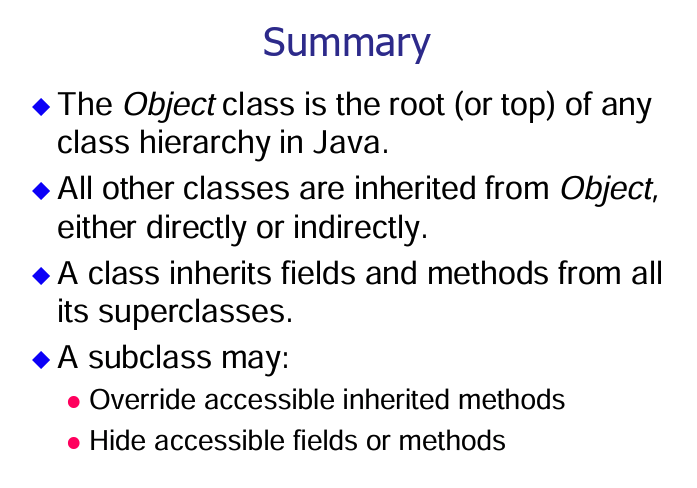 Summary
The Object class is the root (or top) of any
class hierarchy in Java.
All other classes are inherited from Object,
either directly or indirectly.
A class inherits fields and methods from all
its superclasses.
A subclass may:
Override accessible inherited methods
Hide accessible fields or methods